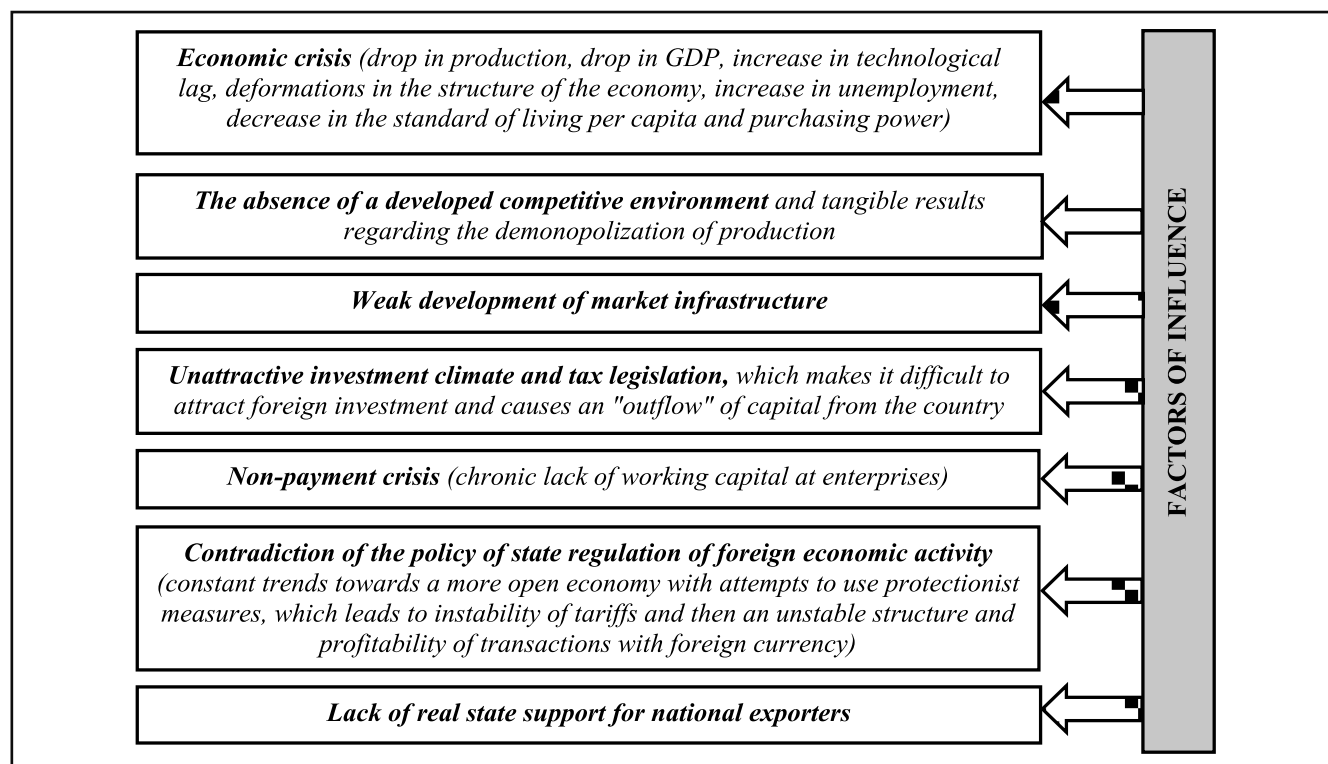 Economic crisis (drop in production, drop in GDP, increase in technological
lag, deformations in the structure of the economy, increase in unemployment,
decrease in the standard of living per capita and purchasing power)
The absence of a developed competitive environment and tangible results
regarding the demonopolization of production
Weak development of market infrastructure
Unattractive investment climate and tax legislation, which makes it difficult to
attract foreign investment and causes an "outflow" of capital from the country
Non-payment crisis (chronic lack of working capital at enterprises)
Contradiction of the policy of state regulation of foreign economic activity
(constant trends towards a more open economy with attempts to use protectionist
measures, which leads to instability of tariffs and then an unstable structure and
profitability of transactions with foreign currency)
Lack of real state support for national exporters
FACTORS OF INFLUENCE